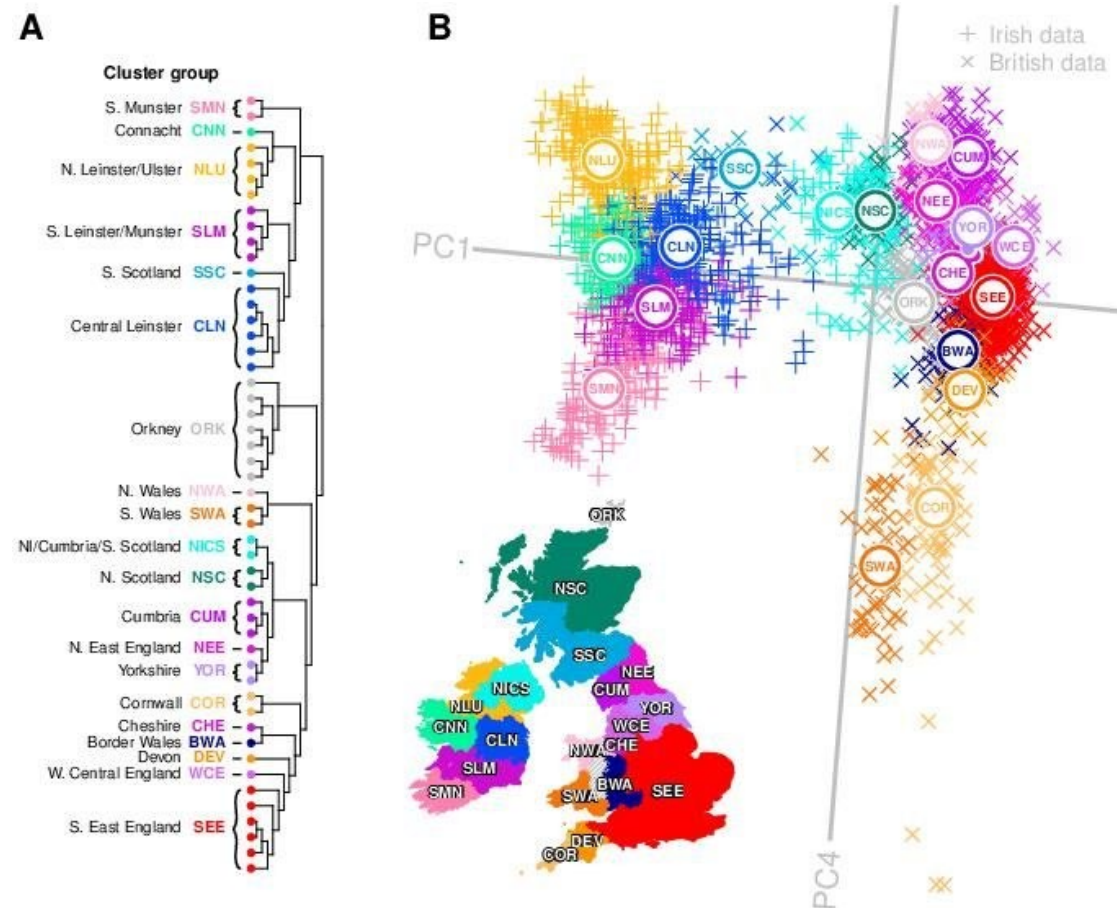 A
Cluster group
S. Munster SMN
Connacht CNN
N. Leinster/Ulster NLU
S. Leinster/Munster SLM
S. Scotland SSC
Central Leinster CLN
Orkney ORK
N. Wales NWA
S. Wales SWA
NI/Cumbria/S. Scotland NICS
N. Scotland NSC
Cumbria CUM
N. East England NEE
Yorkshire YOR
Cornwall COR
Cheshire CHE
Border Wales BWA
Devon DEV
W. Central England WCE
S. East England SEE
B
Irish data
British data
NWA
CUM
NLU
SSC
NEE
NICS
NSC
YOR
PC1
CLN
WCE
CNN
CHE
SLM
ORK
SEE
BWA
SMN
DEV
COR
SWA
PC4
ORK
NSC
SSC
NEE
NICS
CUM
NLU
YOR
CNN
WCE
CLN
CHE
NWA
SLM
BWA
SMN
SWA
SEE
DEV
COR